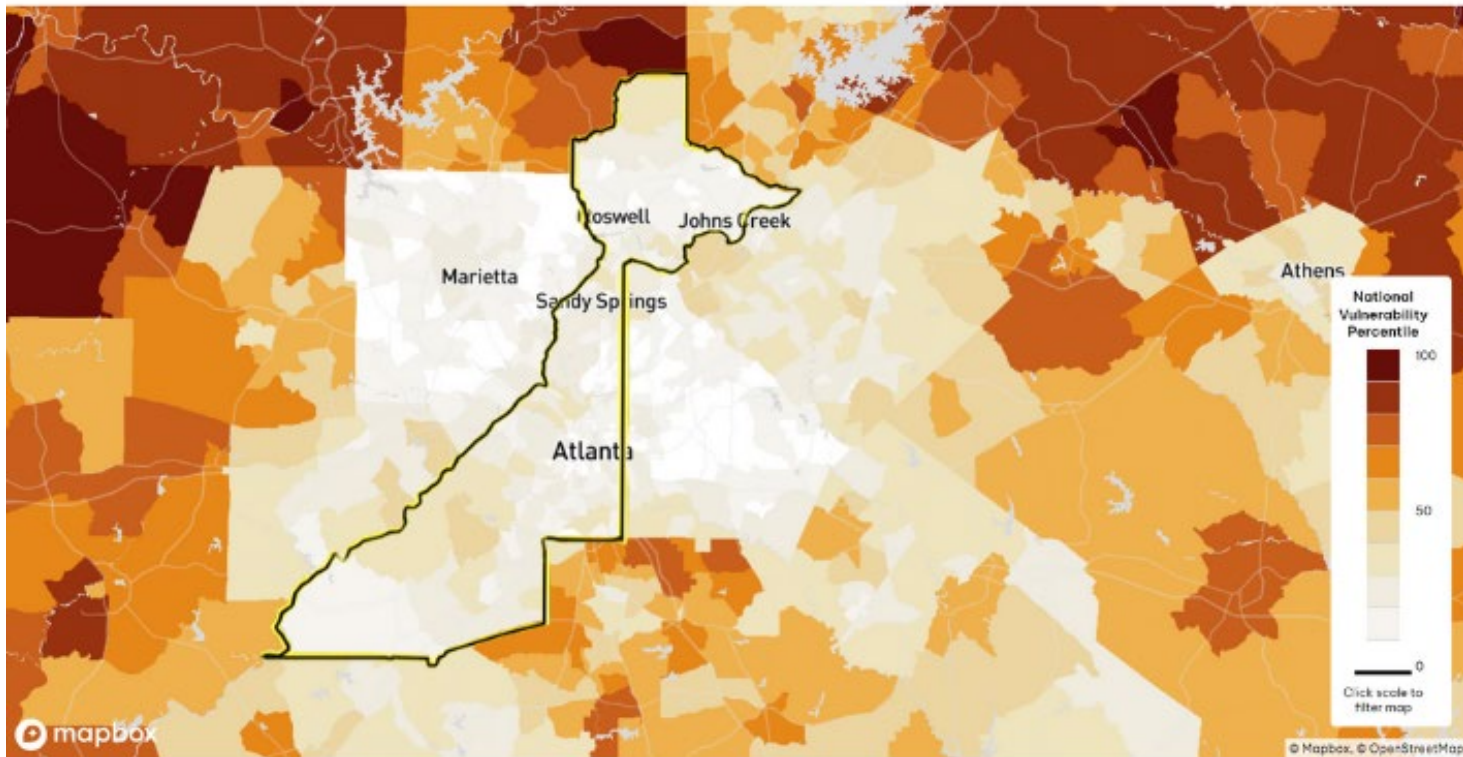 oswell
Johns Creek
Marietta
Sandy Springs
Athens
Atlanta
National
Vulnerability
Percentile
100
50
0
Click scale to
filter map
mapbox
© Mapbox, © OpenStreetMap